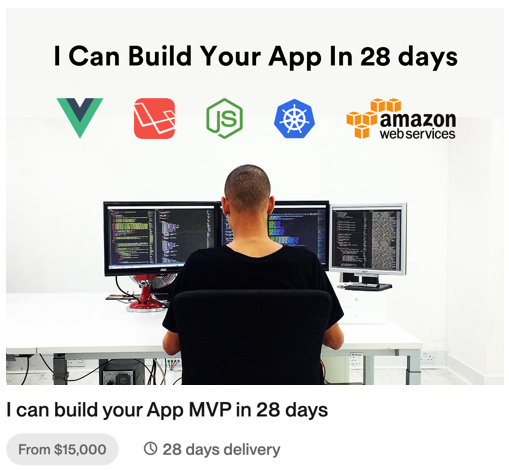 I Can Build Your App In 28 days
JS
amazon
webservices
I can build your App MVP in 28 days
From $15,000
28 days delivery